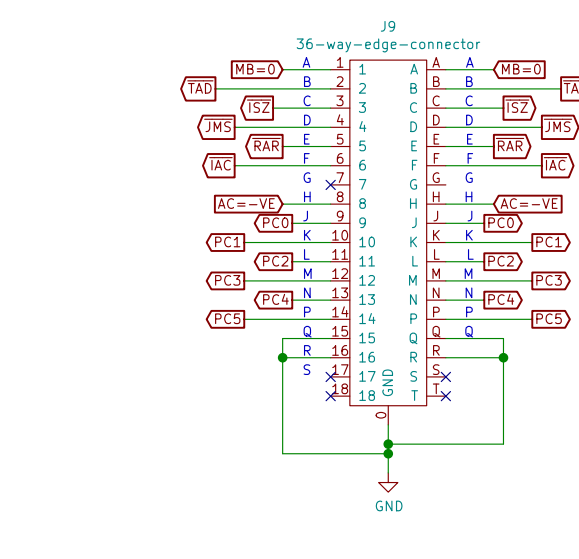 J9
36-way-edge-connector
MB=0 A 1 1 A A A MB=0
TAD B 2 2 B B B TA
ISZ C 3 3 C C C ISZ
JMS D 4 4 D D D JMS
RAR E 5 5 E E E RAR
IAC F 6 6 F F F IAC
G 7 7 G G G
AC=-VE H 8 8 H H H AC=-VE
PC0 J 9 9 J J J PC0
PC1 K 10 10 K K K PC1
PC2 L 11 11 L L L PC2
PC3 M 12 12 M M M PC3
PC4 N 13 13 N N N PC4
PC5 P 14 14 P P P PC5
Q 15 15 Q Q Q
R 16 16 R R
S 17 17 S S
18 18 T T
GND
0
GND